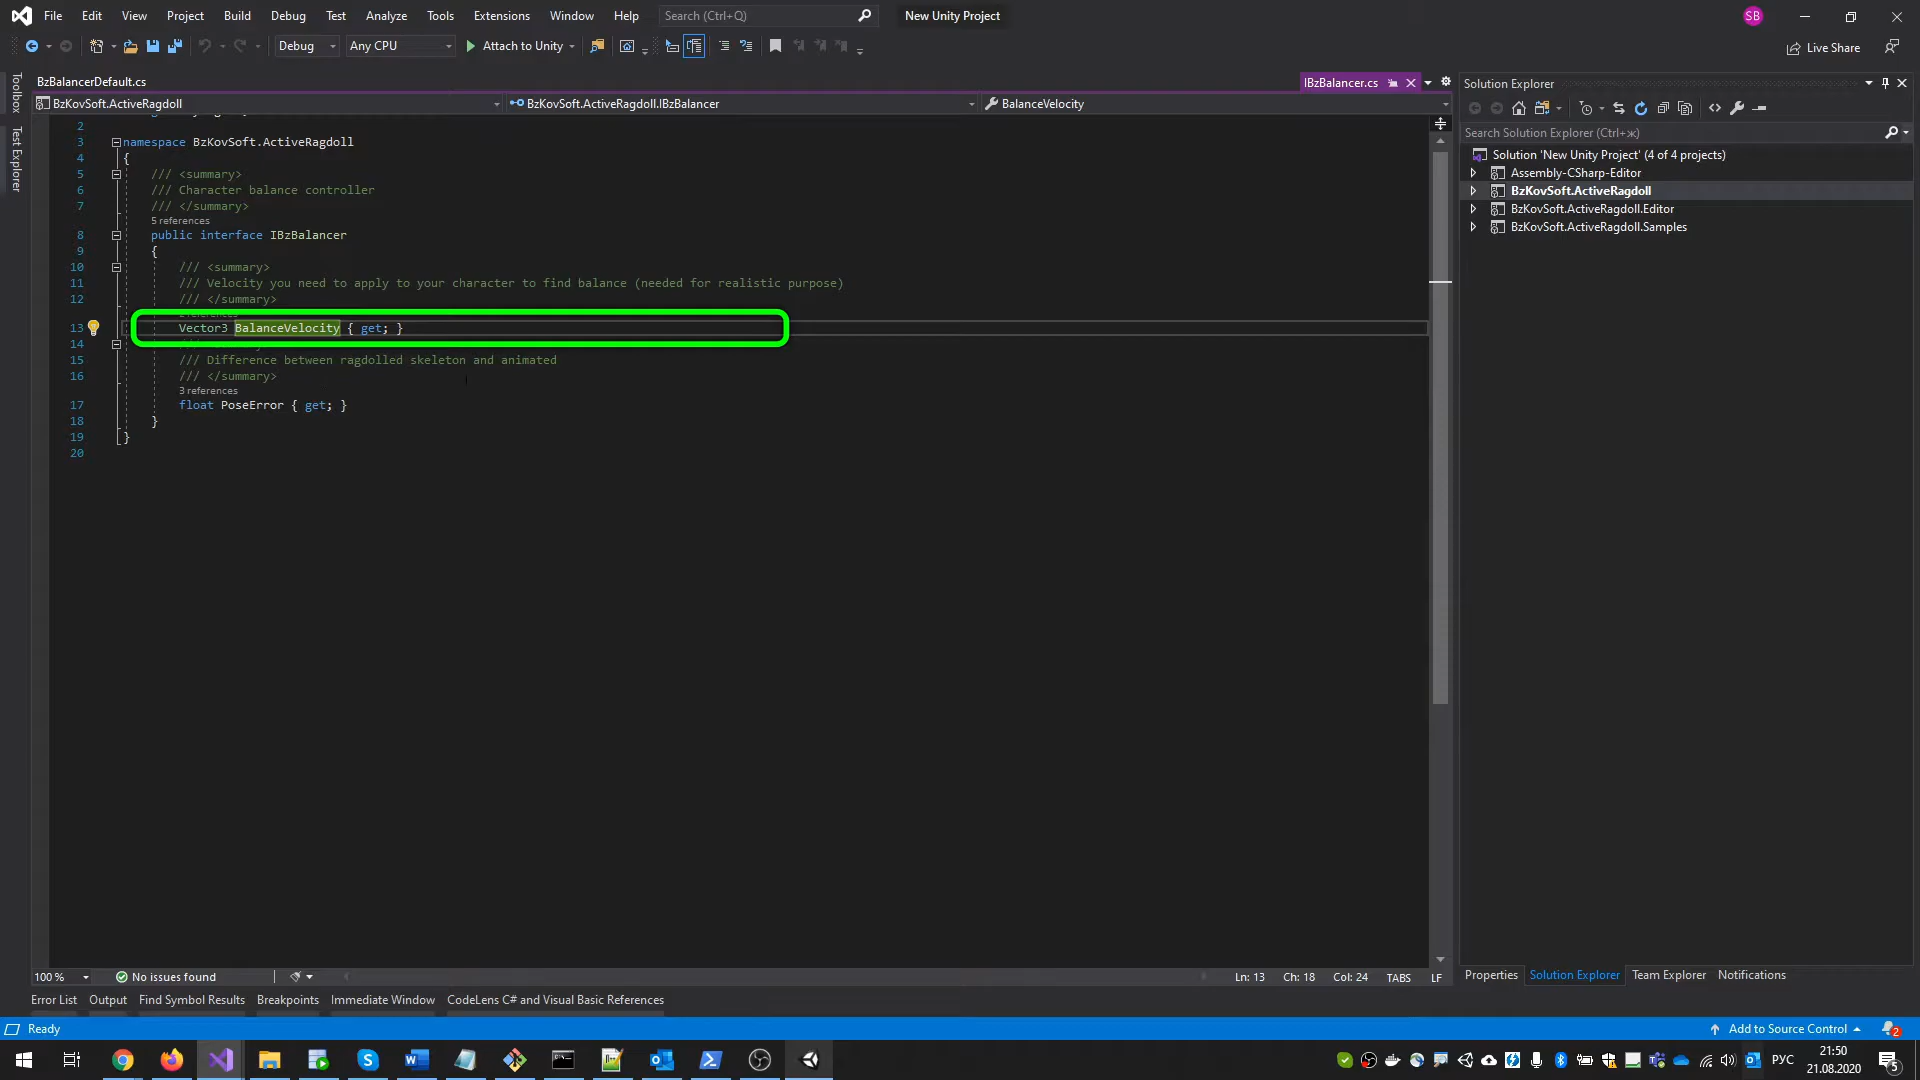 File Edit View Project Build Debug Test Analyze Tools Extensions Window Help Search (Ctrl+Q) New Unity Project SB
Debug Any CPU Attach to Unity Live Share
Toolbox
Test Explorer
BzBalancerDefault.cs IBzBalancer.cs
BzKovSoft.ActiveRagdoll BzKovSoft.ActiveRagdoll.IBzBalancer BalanceVelocity
2
3 namespace BzKovSoft.ActiveRagdoll
4 {
5 /// <summary>
6 /// Character balance controller
7 /// </summary>
5 references
8 public interface IBzBalancer
9 {
10 /// <summary>
11 /// Velocity you need to apply to your character to find balance (needed for realistic purpose)
12 /// </summary>
13 Vector3 BalanceVelocity { get; }
14
15 /// Difference between ragdolled skeleton and animated
16 /// </summary>
3 references
17 float PoseError { get; }
18 }
19 }
20
Solution Explorer
Search Solution Explorer (Ctrl+ж)
Solution 'New Unity Project' (4 of 4 projects)
Assembly-CSharp-Editor
BzKovSoft.ActiveRagdoll
BzKovSoft.ActiveRagdoll.Editor
BzKovSoft.ActiveRagdoll.Samples
100 % No issues found Ln: 13 Ch: 18 Col: 24 TABS LF
Properties Solution Explorer Team Explorer Notifications
Error List Output Find Symbol Results Breakpoints Immediate Window CodeLens C# and Visual Basic References
Ready Add to Source Control 2
РУС 21:50
21.08.2020 5